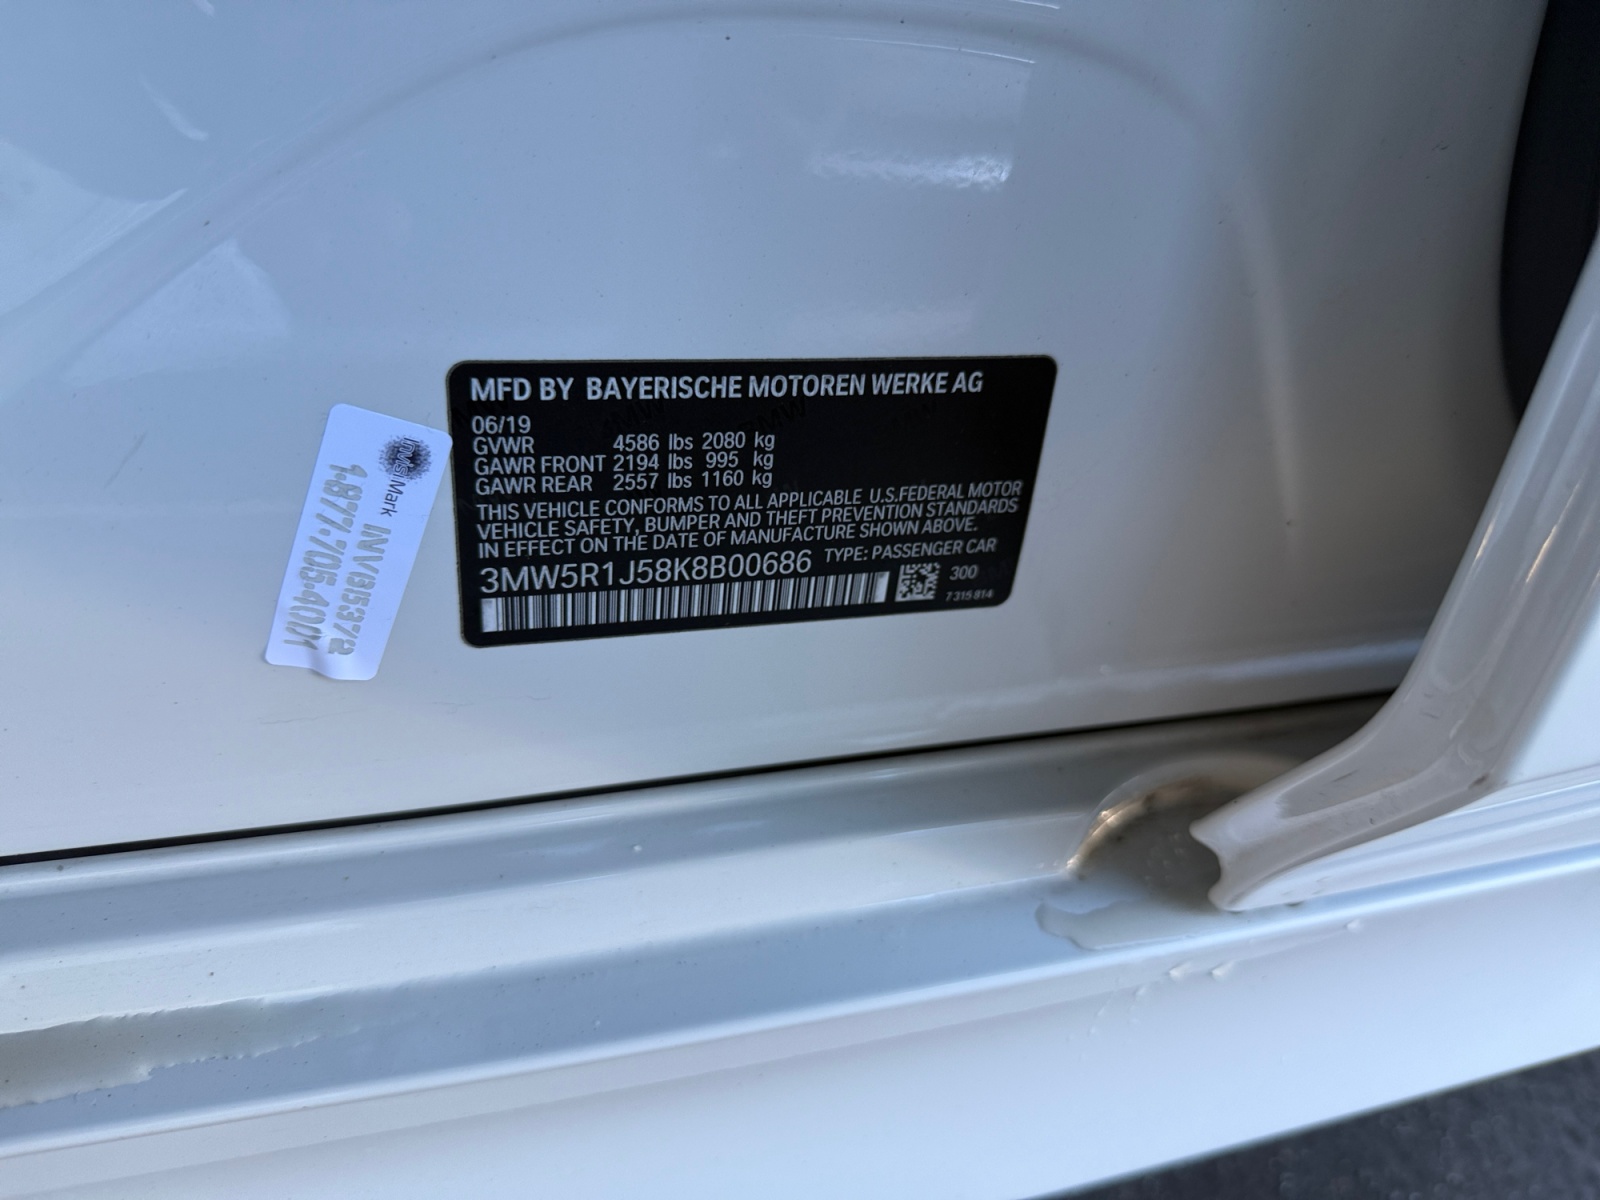 MFD BY BAYERISCHE MOTOREN WERKE AG
06/19
GVWR 4586 lbs 2080 kg
GAWR FRONT 2194 lbs 995 kg
GAWR REAR 2557 lbs 1160 kg
THIS VEHICLE CONFORMS TO ALL APPLICABLE U.S.FEDERAL MOTOR
VEHICLE SAFETY, BUMPER AND THEFT PREVENTION STANDARDS
IN EFFECT ON THE DATE OF MANUFACTURE SHOWN ABOVE.
3MW5R1J58K8B00686 TYPE: PASSENGER CAR
300
7 315 814
InvisiMark
INVB5372
1.877.705.4001